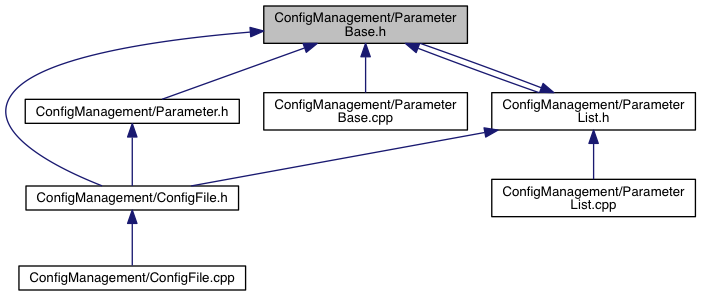 ConfigManagement/Parameter
Base.h
ConfigManagement/Parameter.h
ConfigManagement/Parameter
Base.cpp
ConfigManagement/Parameter
List.h
ConfigManagement/ConfigFile.h
ConfigManagement/Parameter
List.cpp
ConfigManagement/ConfigFile.cpp